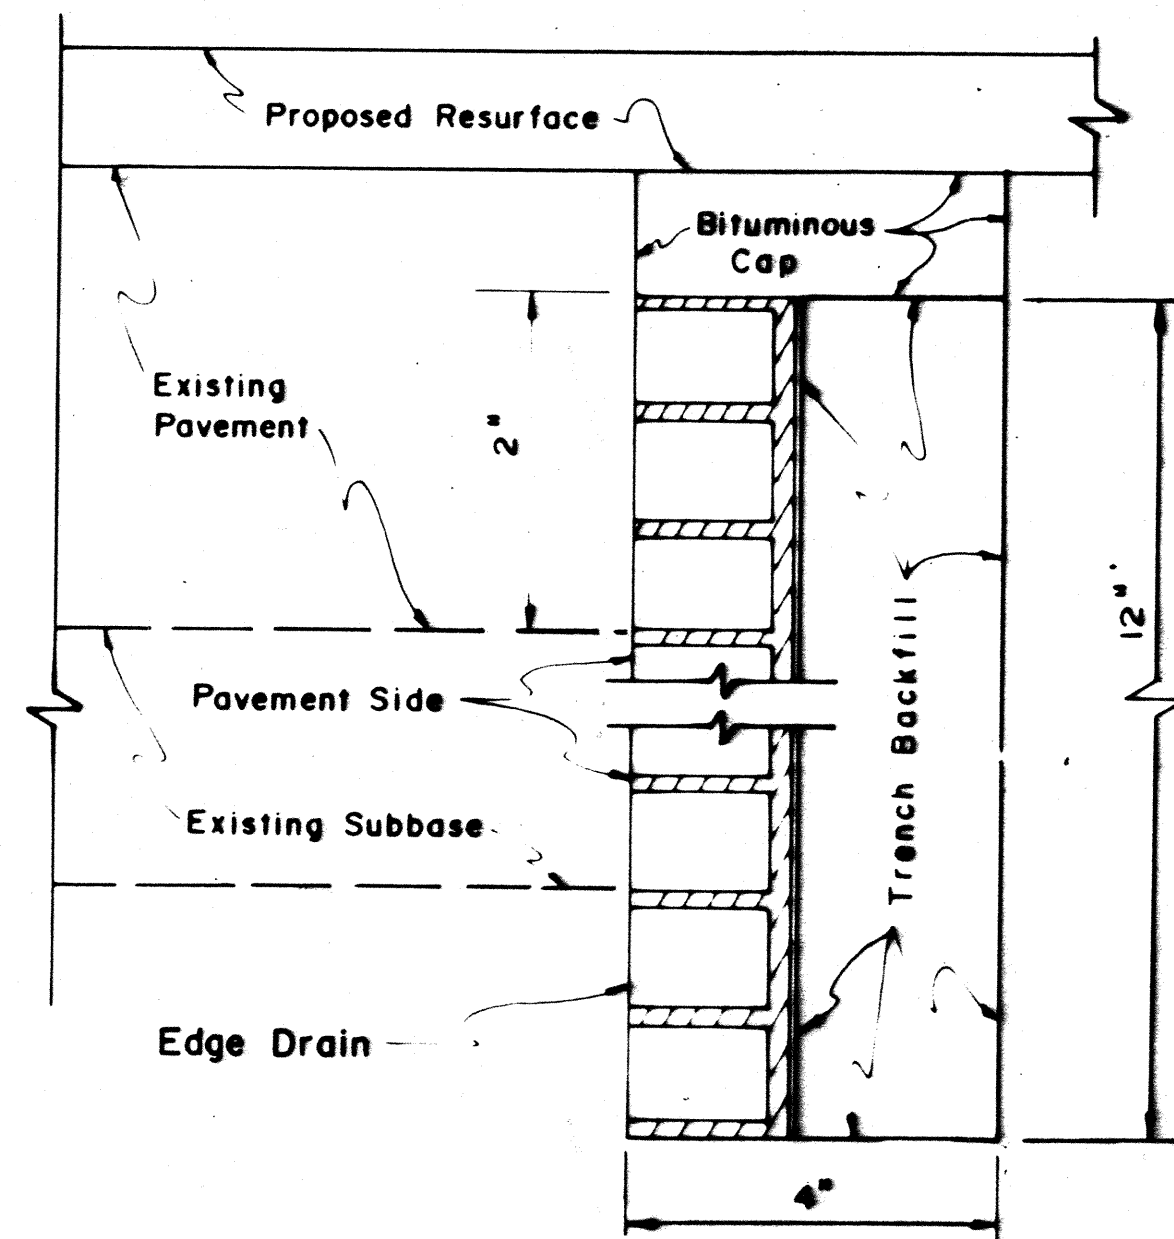 Proposed Resurface
Bituminous
Cap
Existing
Pavement
2"
12"
Pavement Side
Trench Backfill
Existing Subbase
Edge Drain
4"